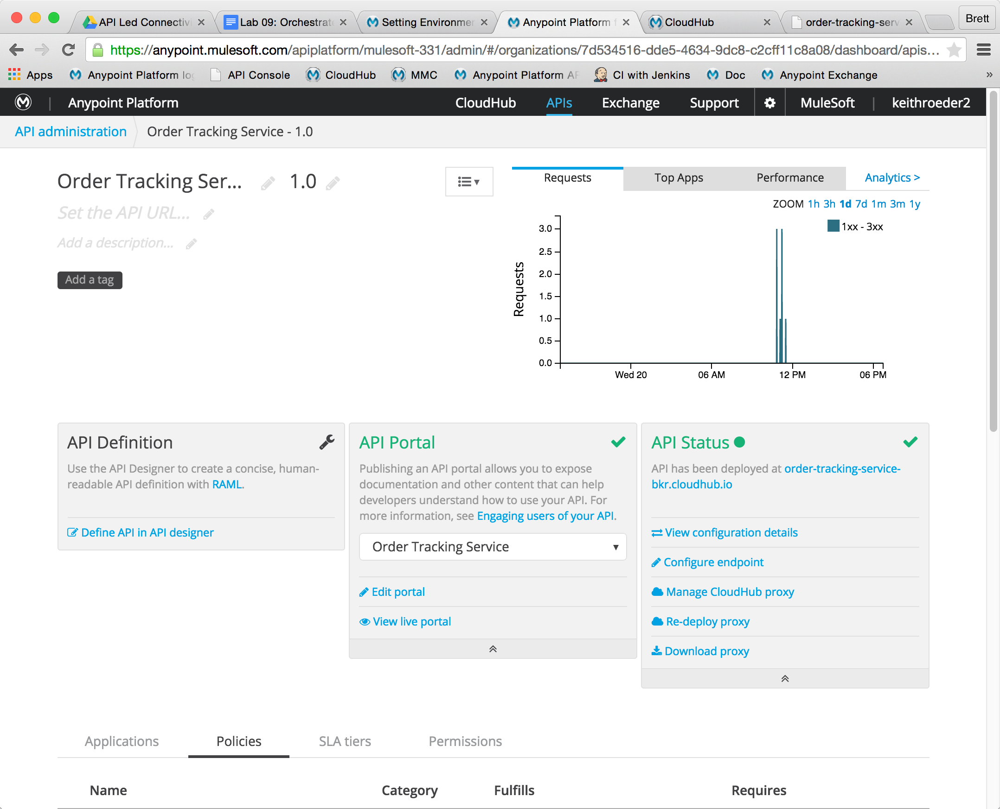 API Led Connectivi
Lab 09: Orchestrate
Setting Environmen
Anypoint Platform f
CloudHub
order-tracking-serv
Brett
https://anypoint.mulesoft.com/apiplatform/mulesoft-331/admin/#/organizations/7d534516-dde5-4634-9dc8-c2cff11c8a08/dashboard/apis...
Apps
Anypoint Platform log
API Console
CloudHub
MMC
Anypoint Platform AP
CI with Jenkins
Doc
Anypoint Exchange
»
Anypoint Platform
CloudHub
APIs
Exchange
Support
MuleSoft
keithroeder2
API administration
Order Tracking Service - 1.0
Order Tracking Ser...
1.0
Set the API URL...
Add a description...
Add a tag
Requests
Top Apps
Performance
Analytics >
ZOOM 1h 3h 1d 7d 1m 3m 1y
1xx - 3xx
Requests
3.0
2.5
2.0
1.5
1.0
0.5
0.0
Wed 20
06 AM
12 PM
06 PM
API Definition
Use the API Designer to create a concise, human-
readable API definition with RAML.
Define API in API designer
API Portal
Publishing an API portal allows you to expose
documentation and other content that can help
developers understand how to use your API. For
more information, see Engaging users of your API.
Order Tracking Service
Edit portal
View live portal
API Status
API has been deployed at order-tracking-service-
bkr.cloudhub.io
View configuration details
Configure endpoint
Manage CloudHub proxy
Re-deploy proxy
Download proxy
Applications
Policies
SLA tiers
Permissions
Name
Category
Fulfills
Requires